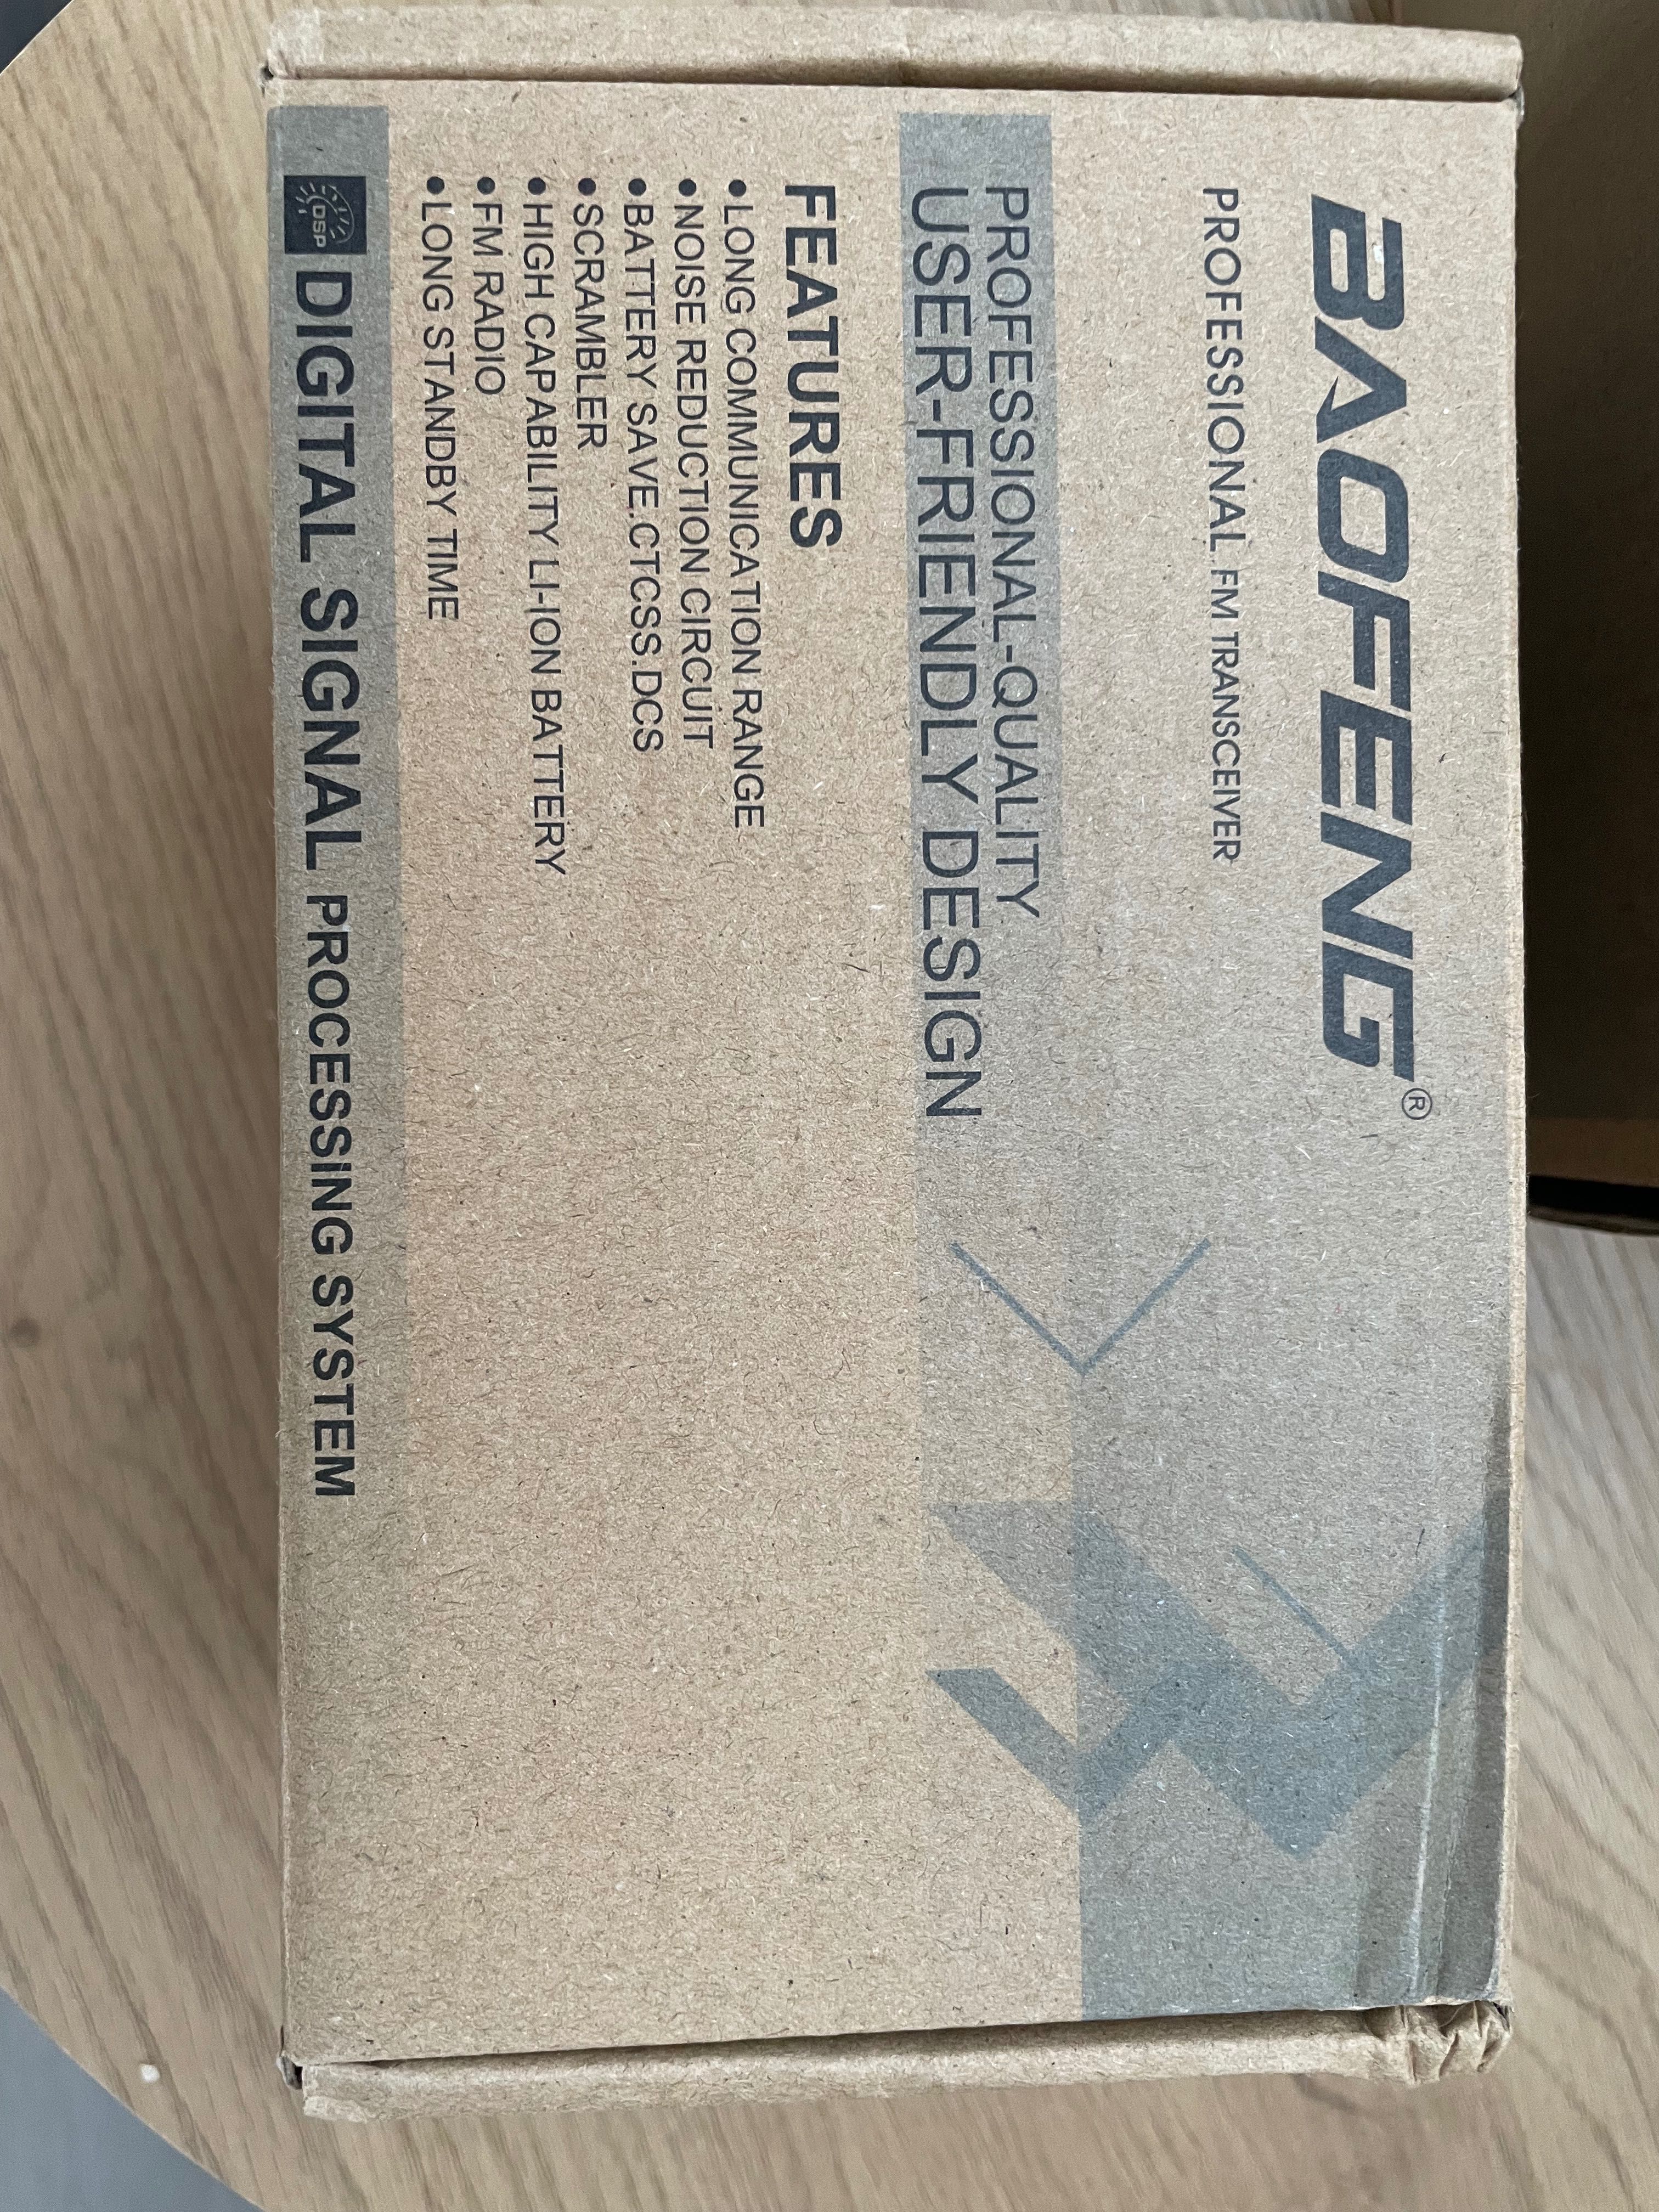 BAOFENG®
PROFESSIONAL FM TRANSCEIVER
PROFESSIONAL-QUALITY
USER-FRIENDLY DESIGN
FEATURES
●LONG COMMUNICATION RANGE
●NOISE REDUCTION CIRCUIT
●BATTERY SAVE.CTCSS.DCS
●SCRAMBLER
●HIGH CAPABILITY LI-ION BATTERY
●FM RADIO
●LONG STANDBY TIME
DSP DIGITAL SIGNAL PROCESSING SYSTEM